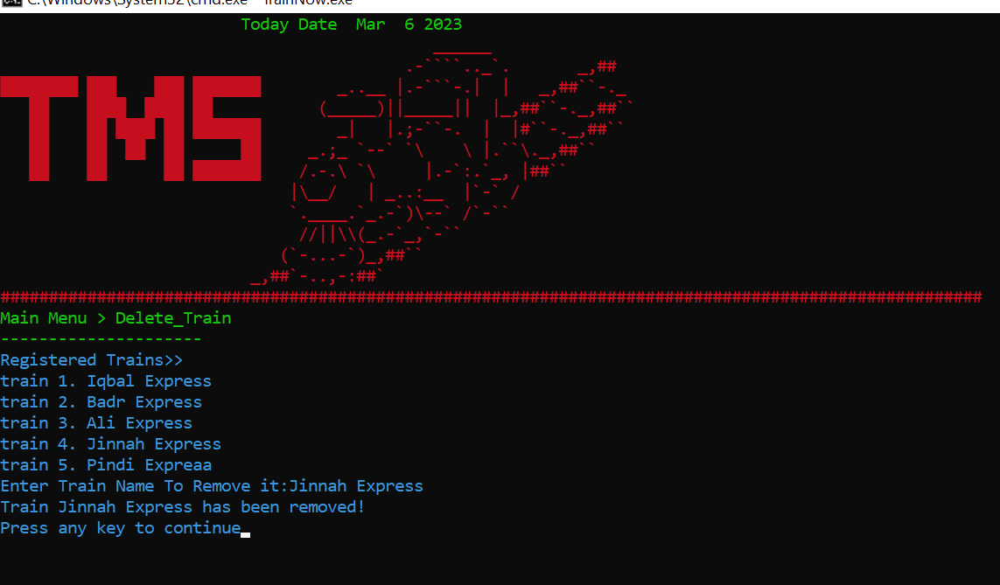 C:\Windows\System32\cmd.exe - TrainNow.exe
Today Date  Mar  6 2023
TMS
Main Menu > Delete_Train
---------------------
Registered Trains>>
train 1. Iqbal Express
train 2. Badr Express
train 3. Ali Express
train 4. Jinnah Express
train 5. Pindi Expreaa
Enter Train Name To Remove it:Jinnah Express
Train Jinnah Express has been removed!
Press any key to continue